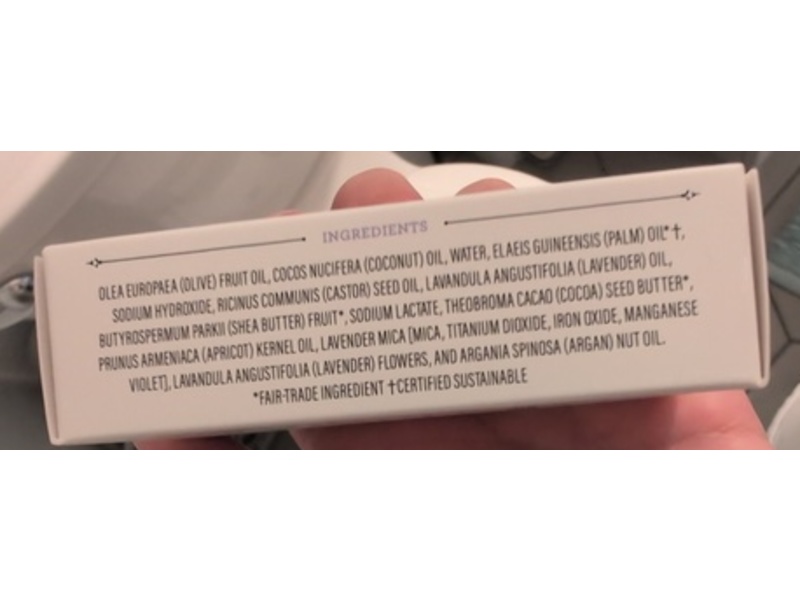 INGREDIENTS
OLEA EUROPAEA (OLIVE) FRUIT OIL, COCOS NUCIFERA (COCONUT) OIL, WATER, ELAEIS GUINEENSIS (PALM) OIL*†,
SODIUM HYDROXIDE, RICINUS COMMUNIS (CASTOR) SEED OIL, LAVANDULA ANGUSTIFOLIA (LAVENDER) OIL,
BUTYROSPERMUM PARKII (SHEA BUTTER) FRUIT*, SODIUM LACTATE, THEOBROMA CACAO (COCOA) SEED BUTTER*,
PRUNUS ARMENIACA (APRICOT) KERNEL OIL, LAVENDER MICA [MICA, TITANIUM DIOXIDE, IRON OXIDE, MANGANESE
VIOLET], LAVANDULA ANGUSTIFOLIA (LAVENDER) FLOWERS, AND ARGANIA SPINOSA (ARGAN) NUT OIL.
*FAIR-TRADE INGREDIENT †CERTIFIED SUSTAINABLE